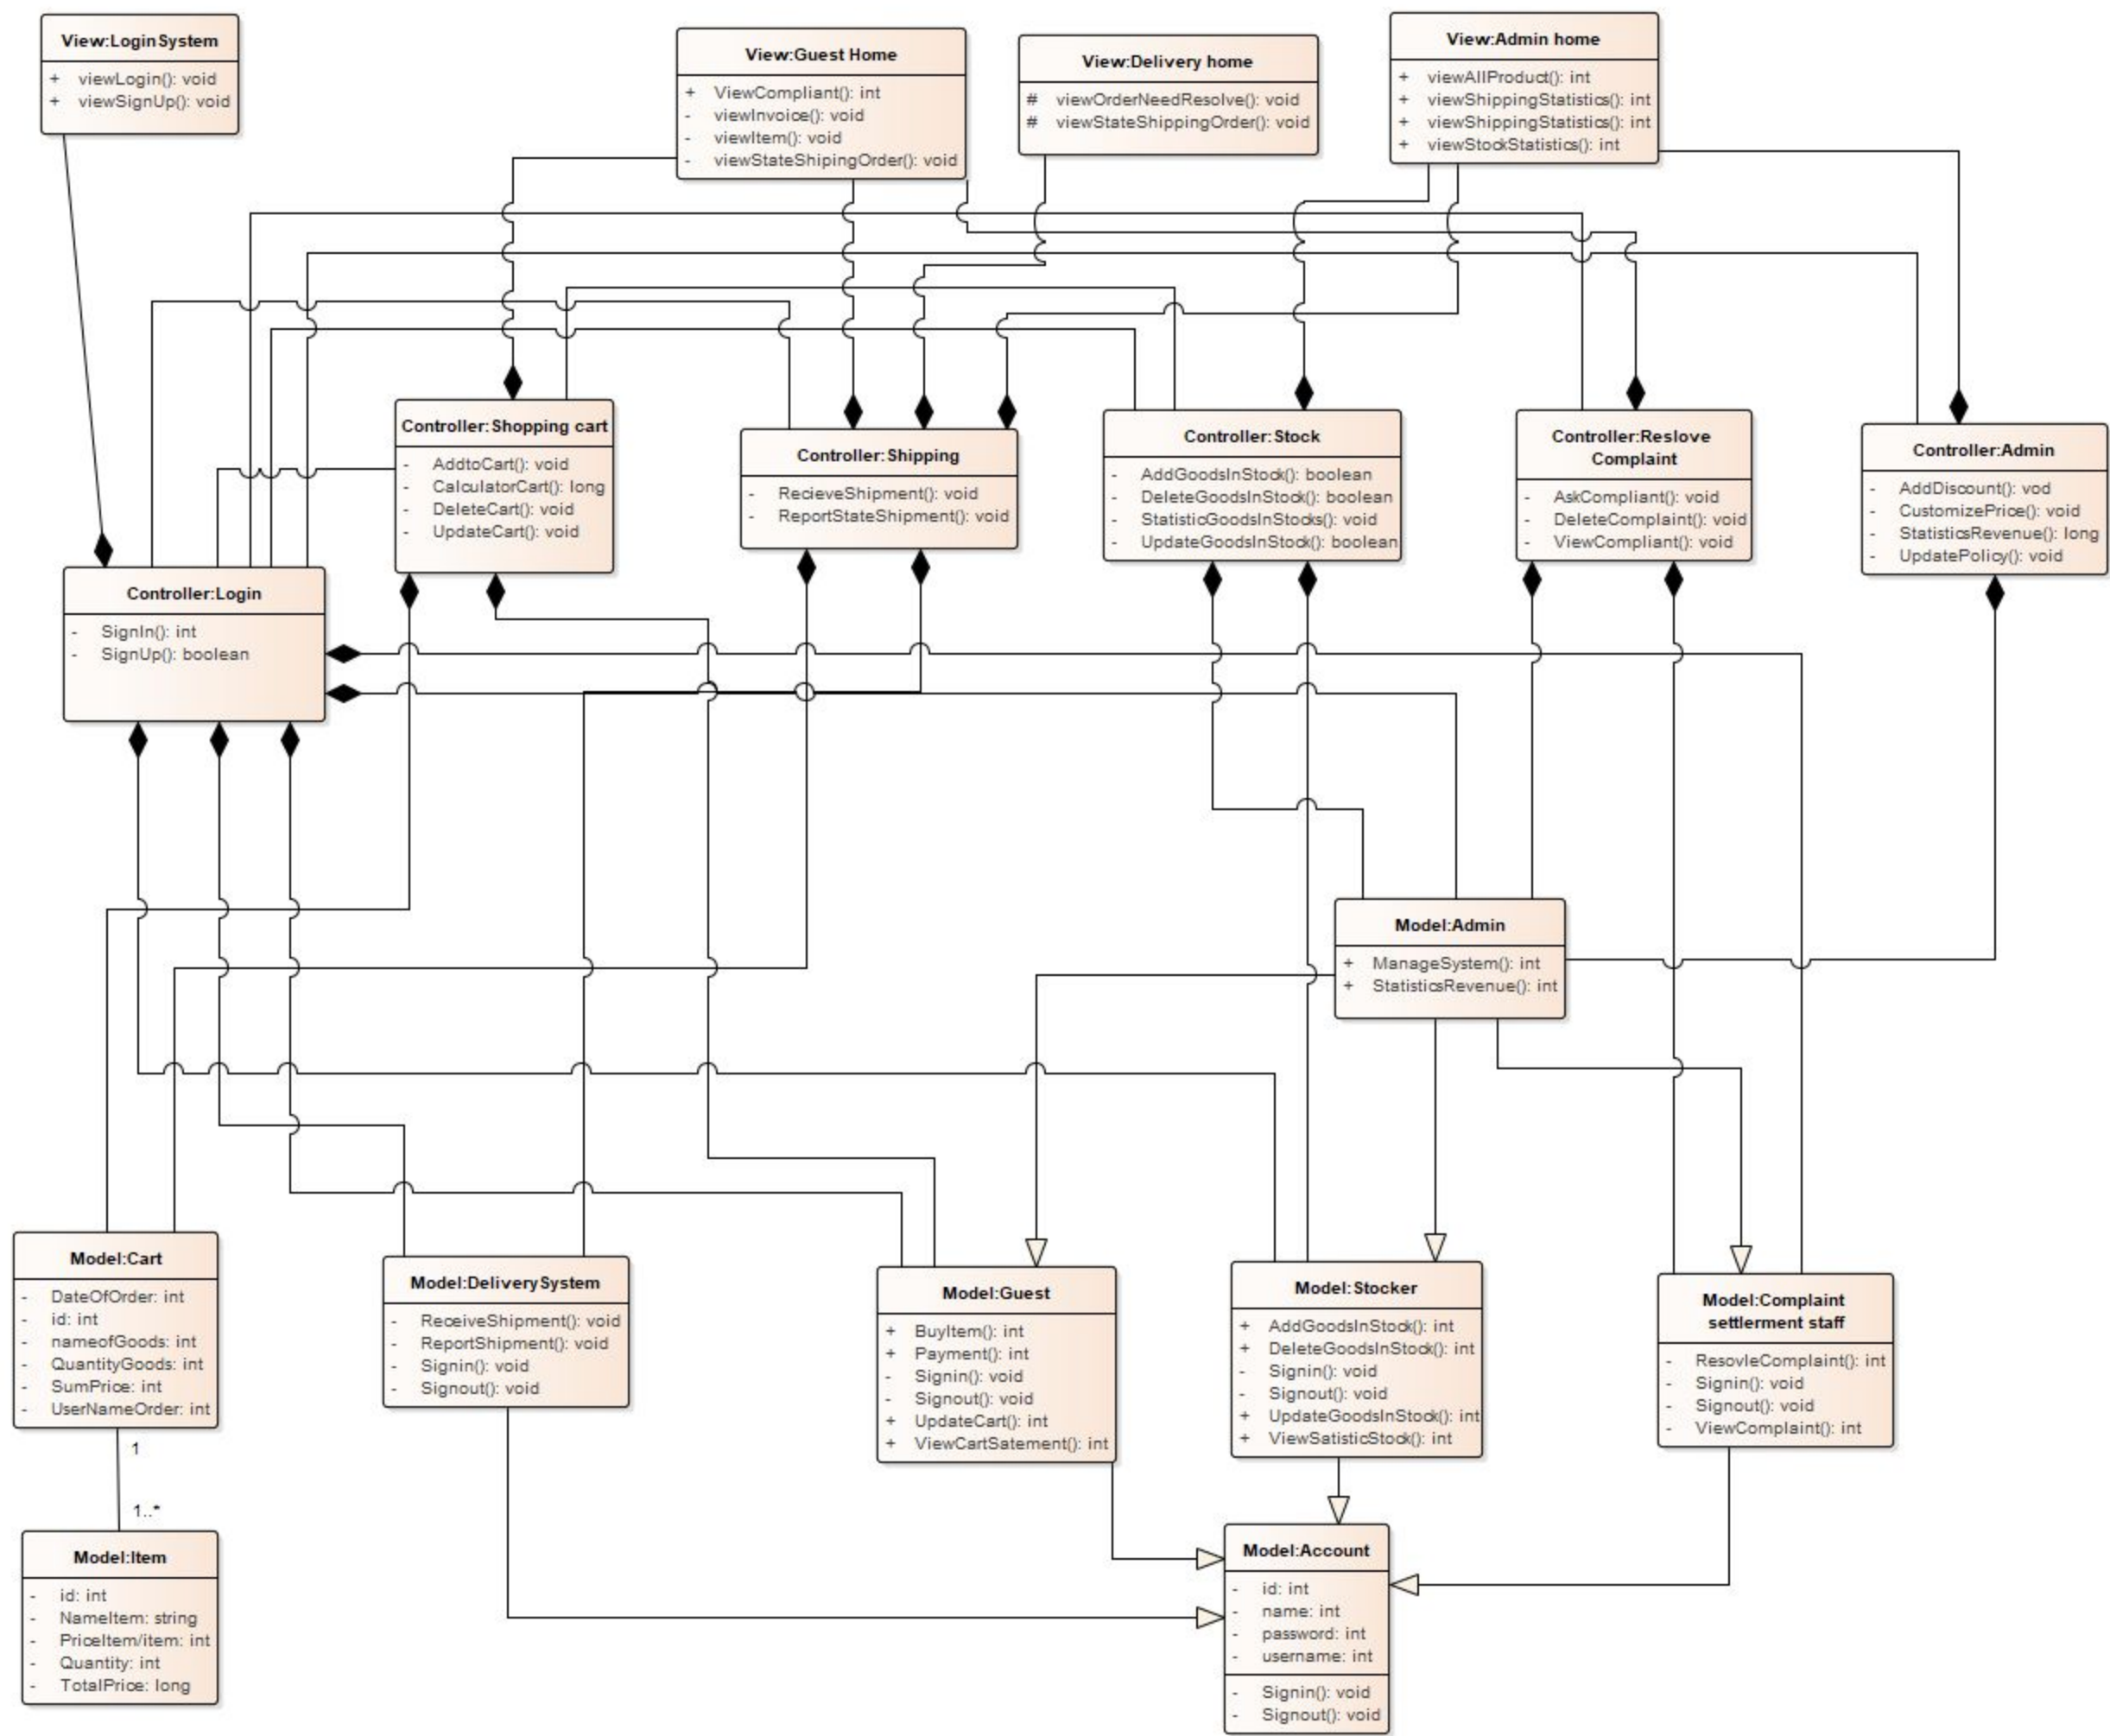 View:LoginSystem
+ viewLogin(): void
+ viewSignUp(): void
View:Guest Home
+ ViewCompliant(): int
- viewInvoice(): void
- viewItem(): void
- viewStateShipingOrder(): void
View:Delivery home
# viewOrderNeedResolve(): void
# viewStateShippingOrder(): void
View:Admin home
+ viewAllProduct(): int
+ viewShippingStatistics(): int
+ viewShippingStatistics(): int
+ viewStockStatistics(): int
Controller:Shopping cart
- AddtoCart(): void
- CalculatorCart(): long
- DeleteCart(): void
- UpdateCart(): void
Controller:Shipping
- RecieveShipment(): void
- ReportStateShipment(): void
Controller:Stock
- AddGoodsInStock(): boolean
- DeleteGoodsInStock(): boolean
- StatisticGoodsInStocks(): void
- UpdateGoodsInStock(): boolean
Controller:Reslove
Complaint
- AskCompliant(): void
- DeleteComplaint(): void
- ViewCompliant(): void
Controller:Admin
- AddDiscount(): vod
- CustomizePrice(): void
- StatisticsRevenue(): long
- UpdatePolicy(): void
Controller:Login
- SignIn(): int
- SignUp(): boolean
Model:Admin
+ ManageSystem(): int
+ StatisticsRevenue(): int
Model:Cart
- DateOfOrder: int
- id: int
- nameofGoods: int
- QuantityGoods: int
- SumPrice: int
- UserNameOrder: int
Model:DeliverySystem
- ReceiveShipment(): void
- ReportShipment(): void
- Signin(): void
- Signout(): void
Model:Guest
+ BuyItem(): int
+ Payment(): int
- Signin(): void
- Signout(): void
+ UpdateCart(): int
+ ViewCartSatement(): int
Model:Stocker
+ AddGoodsInStock(): int
+ DeleteGoodsInStock(): int
- Signin(): void
- Signout(): void
+ UpdateGoodsInStock(): int
+ ViewSatisticStock(): int
Model:Complaint
settlerment staff
- ResovleComplaint(): int
- Signin(): void
- Signout(): void
- ViewComplaint(): int
1
1..*
Model:Item
- id: int
- NameItem: string
- PriceItem/item: int
- Quantity: int
- TotalPrice: long
Model:Account
- id: int
- name: int
- password: int
- username: int
- Signin(): void
- Signout(): void